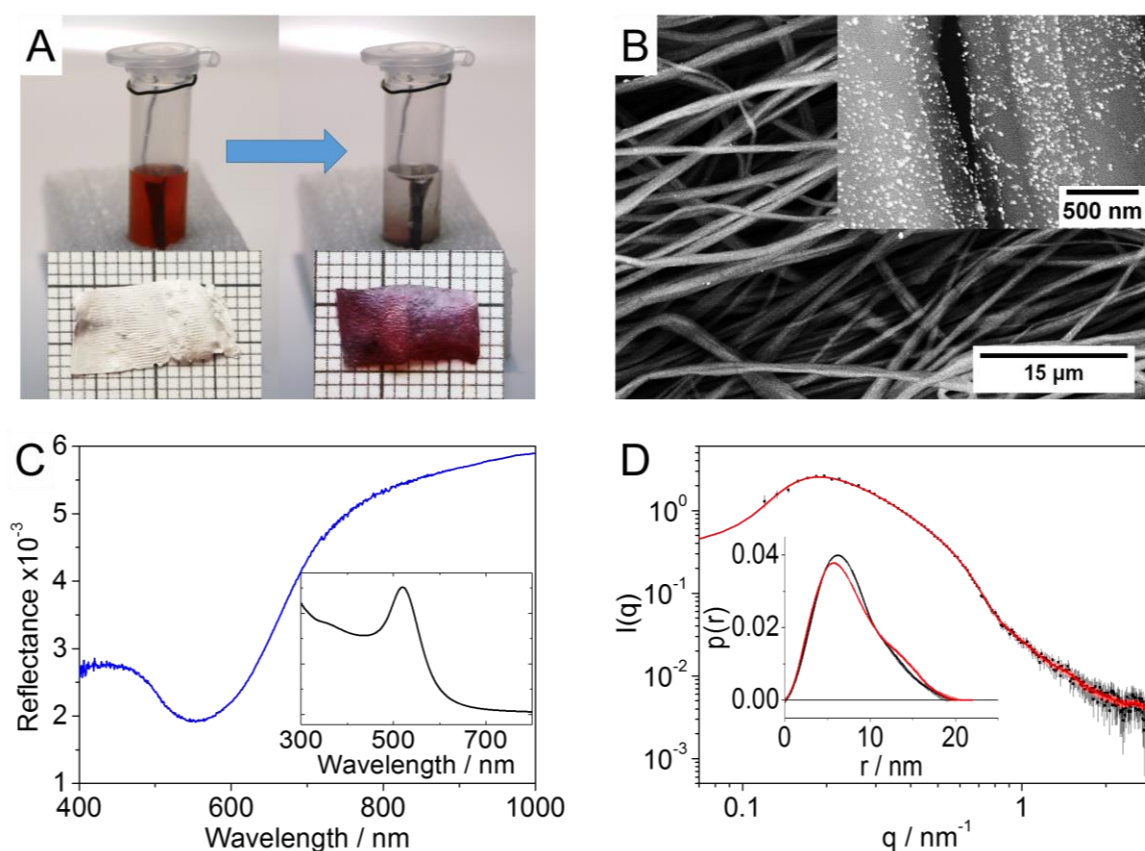 A
B
500 nm
15 µm
C
6
5
4
3
2
1
Reflectance x10-3
400
600
800
1000
Wavelength / nm
300
500
700
Wavelength / nm
D
10⁰
10⁻¹
10⁻²
10⁻³
I(q)
0.1
1
q / nm⁻¹
0.04
0.02
0.00
p(r)
0
10
20
r / nm